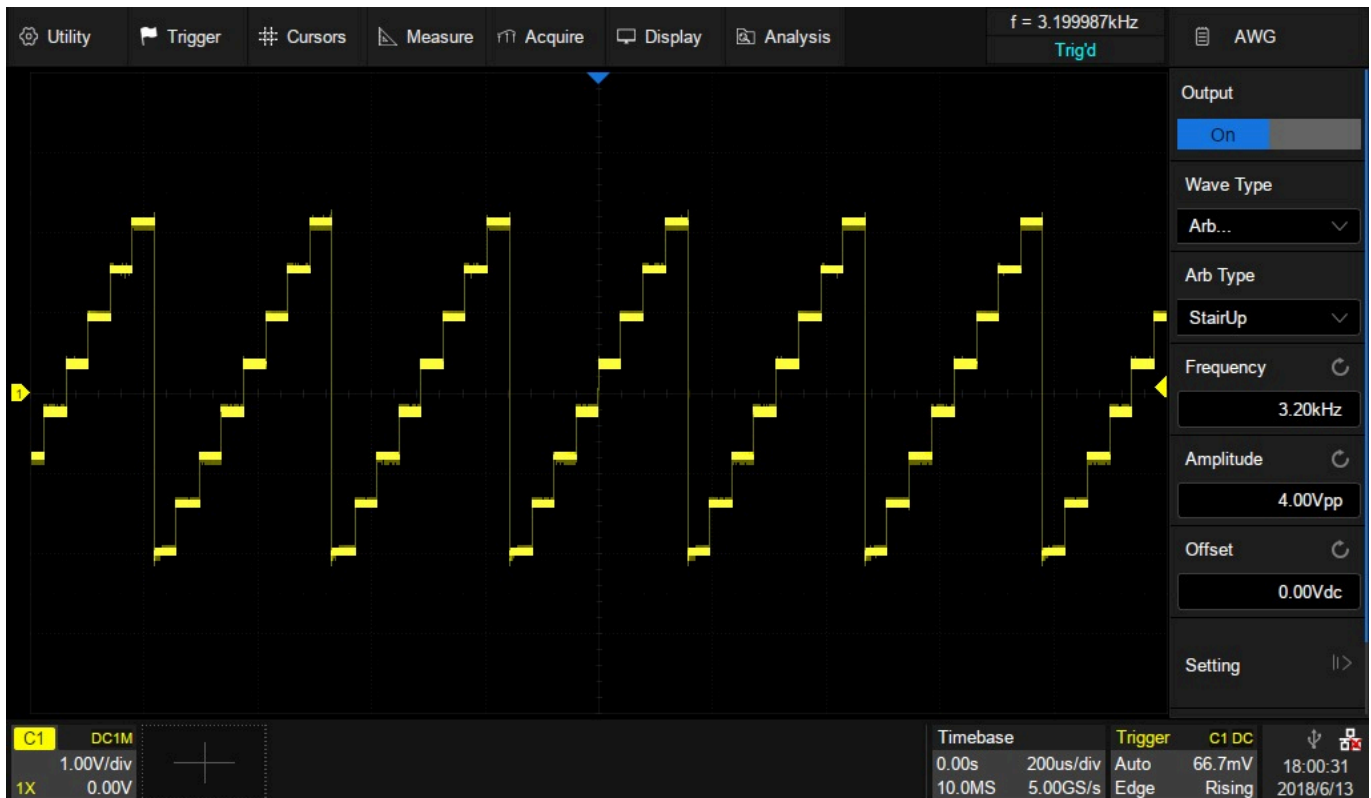 Utility Trigger Cursors Measure Acquire Display Analysis
f = 3.199987kHz
Trig'd
AWG
Output
On
Wave Type
Arb...
Arb Type
StairUp
Frequency
3.20kHz
Amplitude
4.00Vpp
Offset
0.00Vdc
Setting
1
C1 DC1M
1.00V/div
1X 0.00V
Timebase
0.00s 200us/div
10.0MS 5.00GS/s
Trigger C1 DC
Auto 66.7mV
Edge Rising
18:00:31
2018/6/13